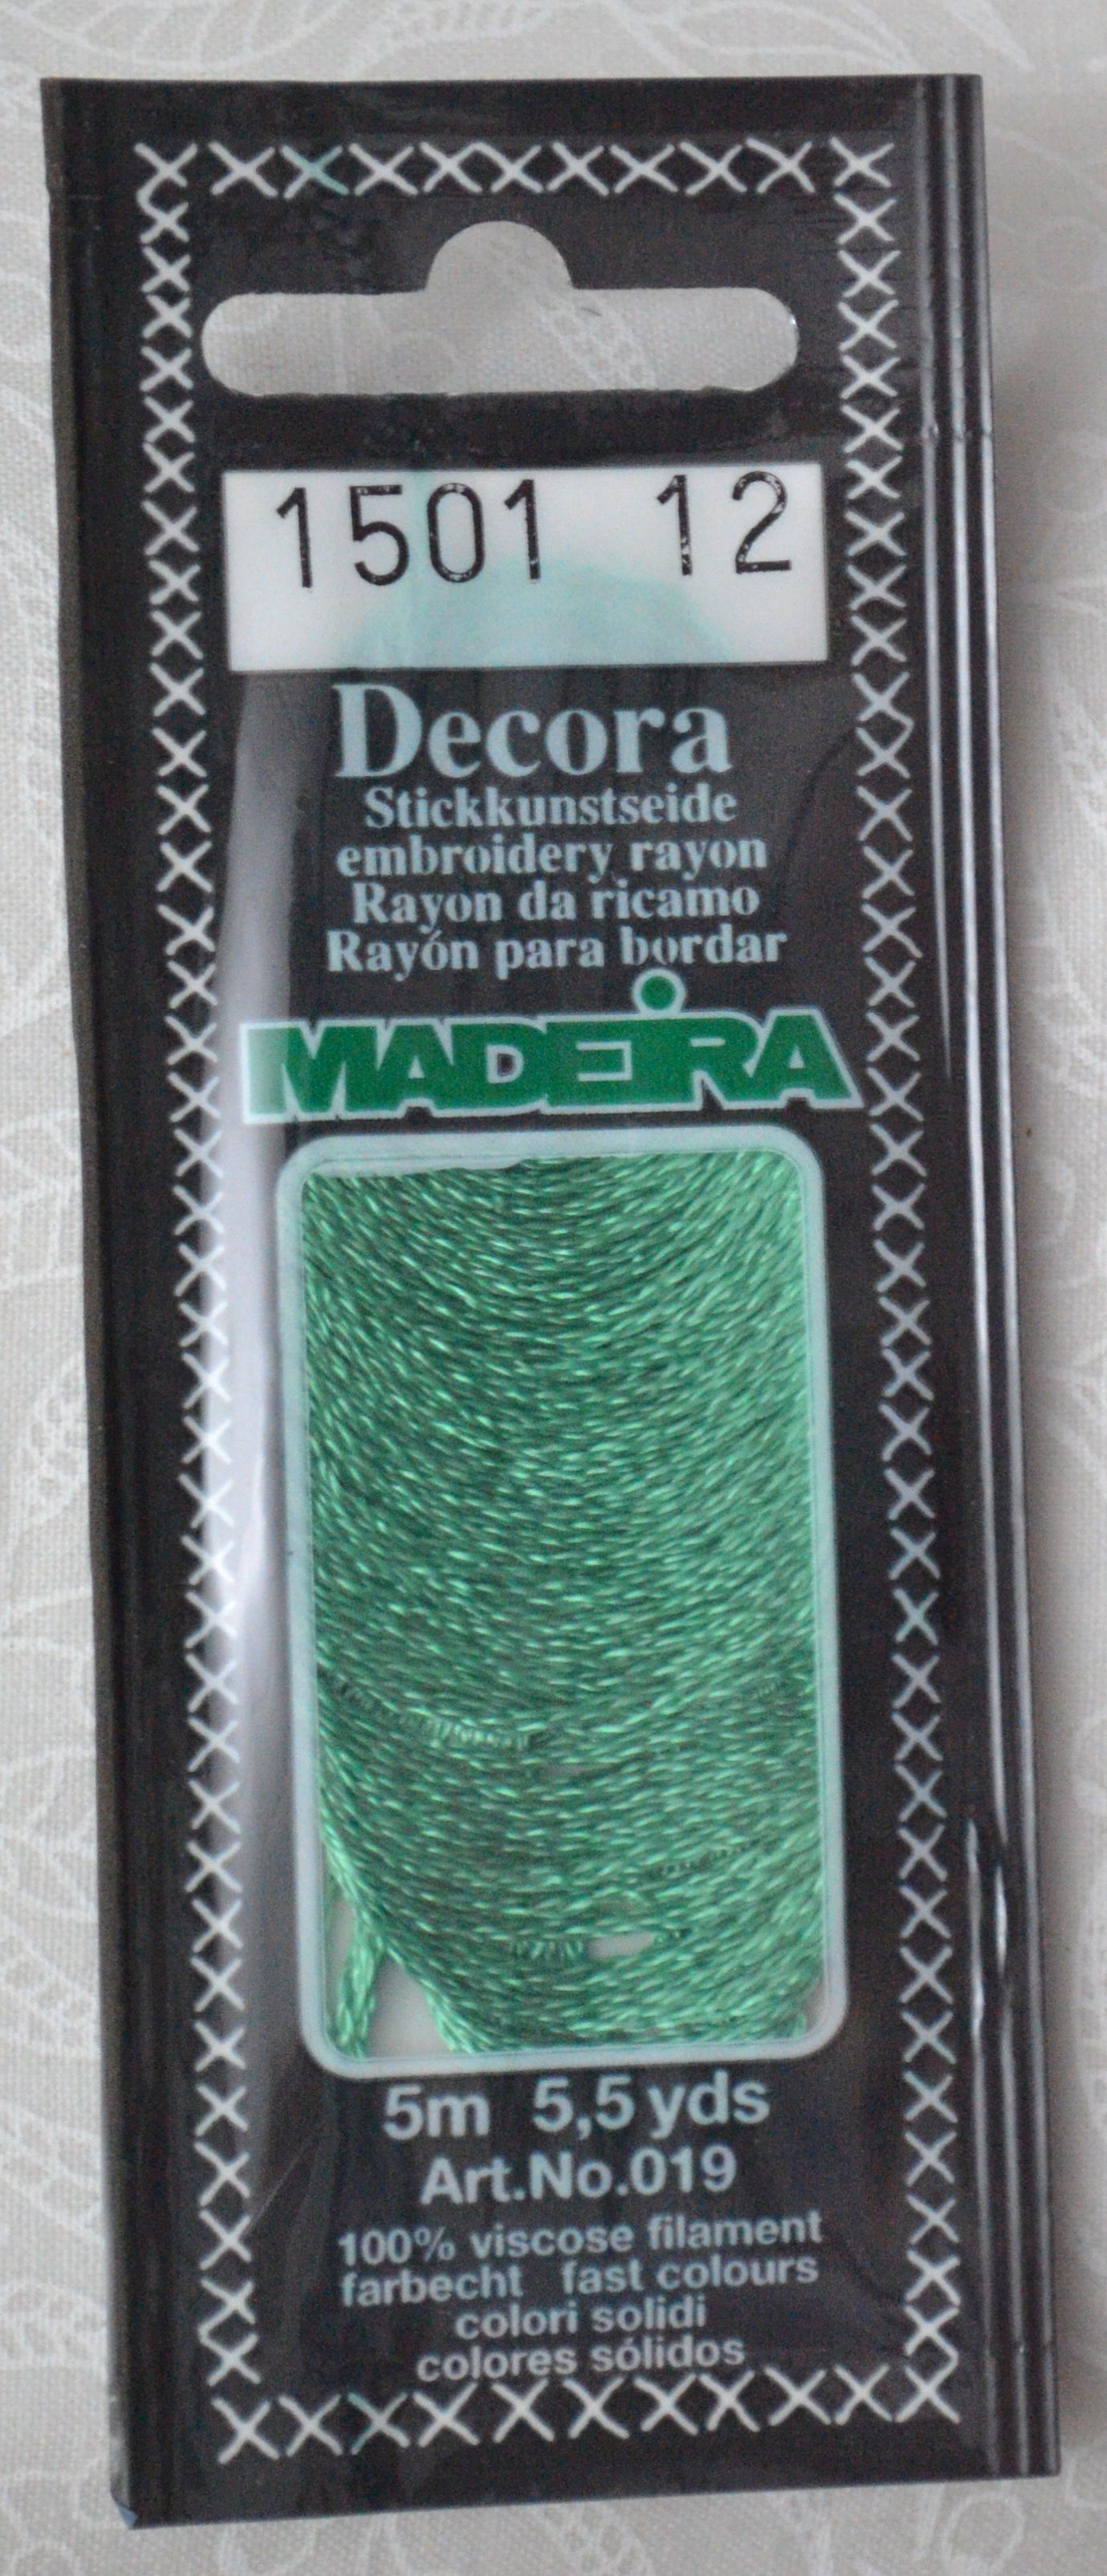 1501 12
Decora
Stickkunstseide
embroidery rayon
Rayon da ricamo
Rayón para bordar
MADEIRA
5m 5,5 yds
Art.No.019
100% viscose filament
farbecht fast colours
colori solidi
colores sólidos